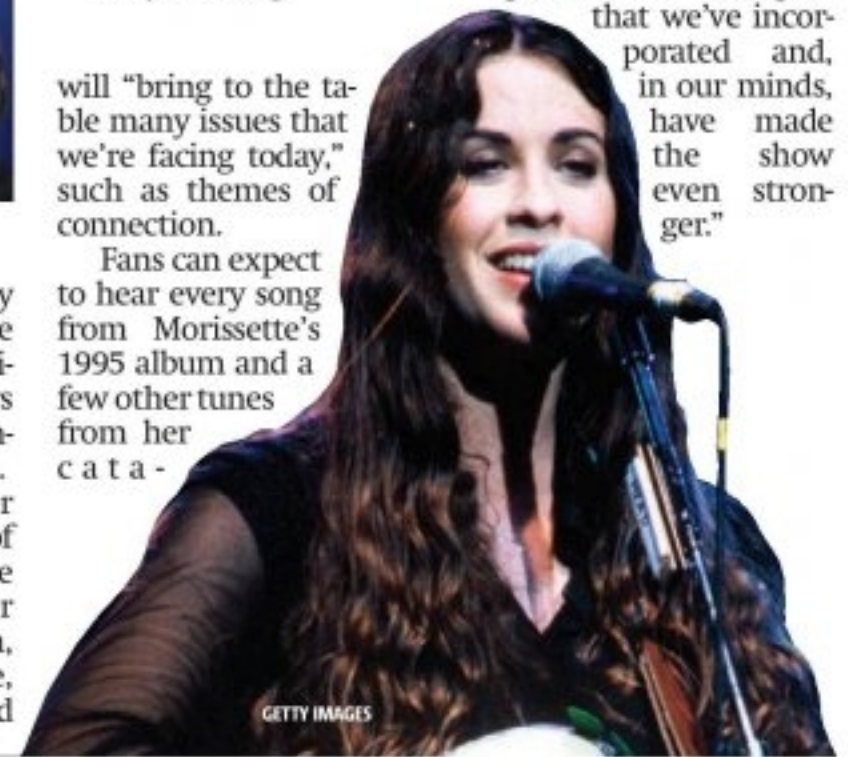 will “bring to the ta-
ble many issues that
we’re facing today,”
such as themes of
connection.
Fans can expect
to hear every song
from Morissette’s
1995 album and a
few other tunes
from her
cata-
that we’ve incor-
porated and,
in our minds,
have made
the show
even stron-
ger.”
GETTY IMAGES